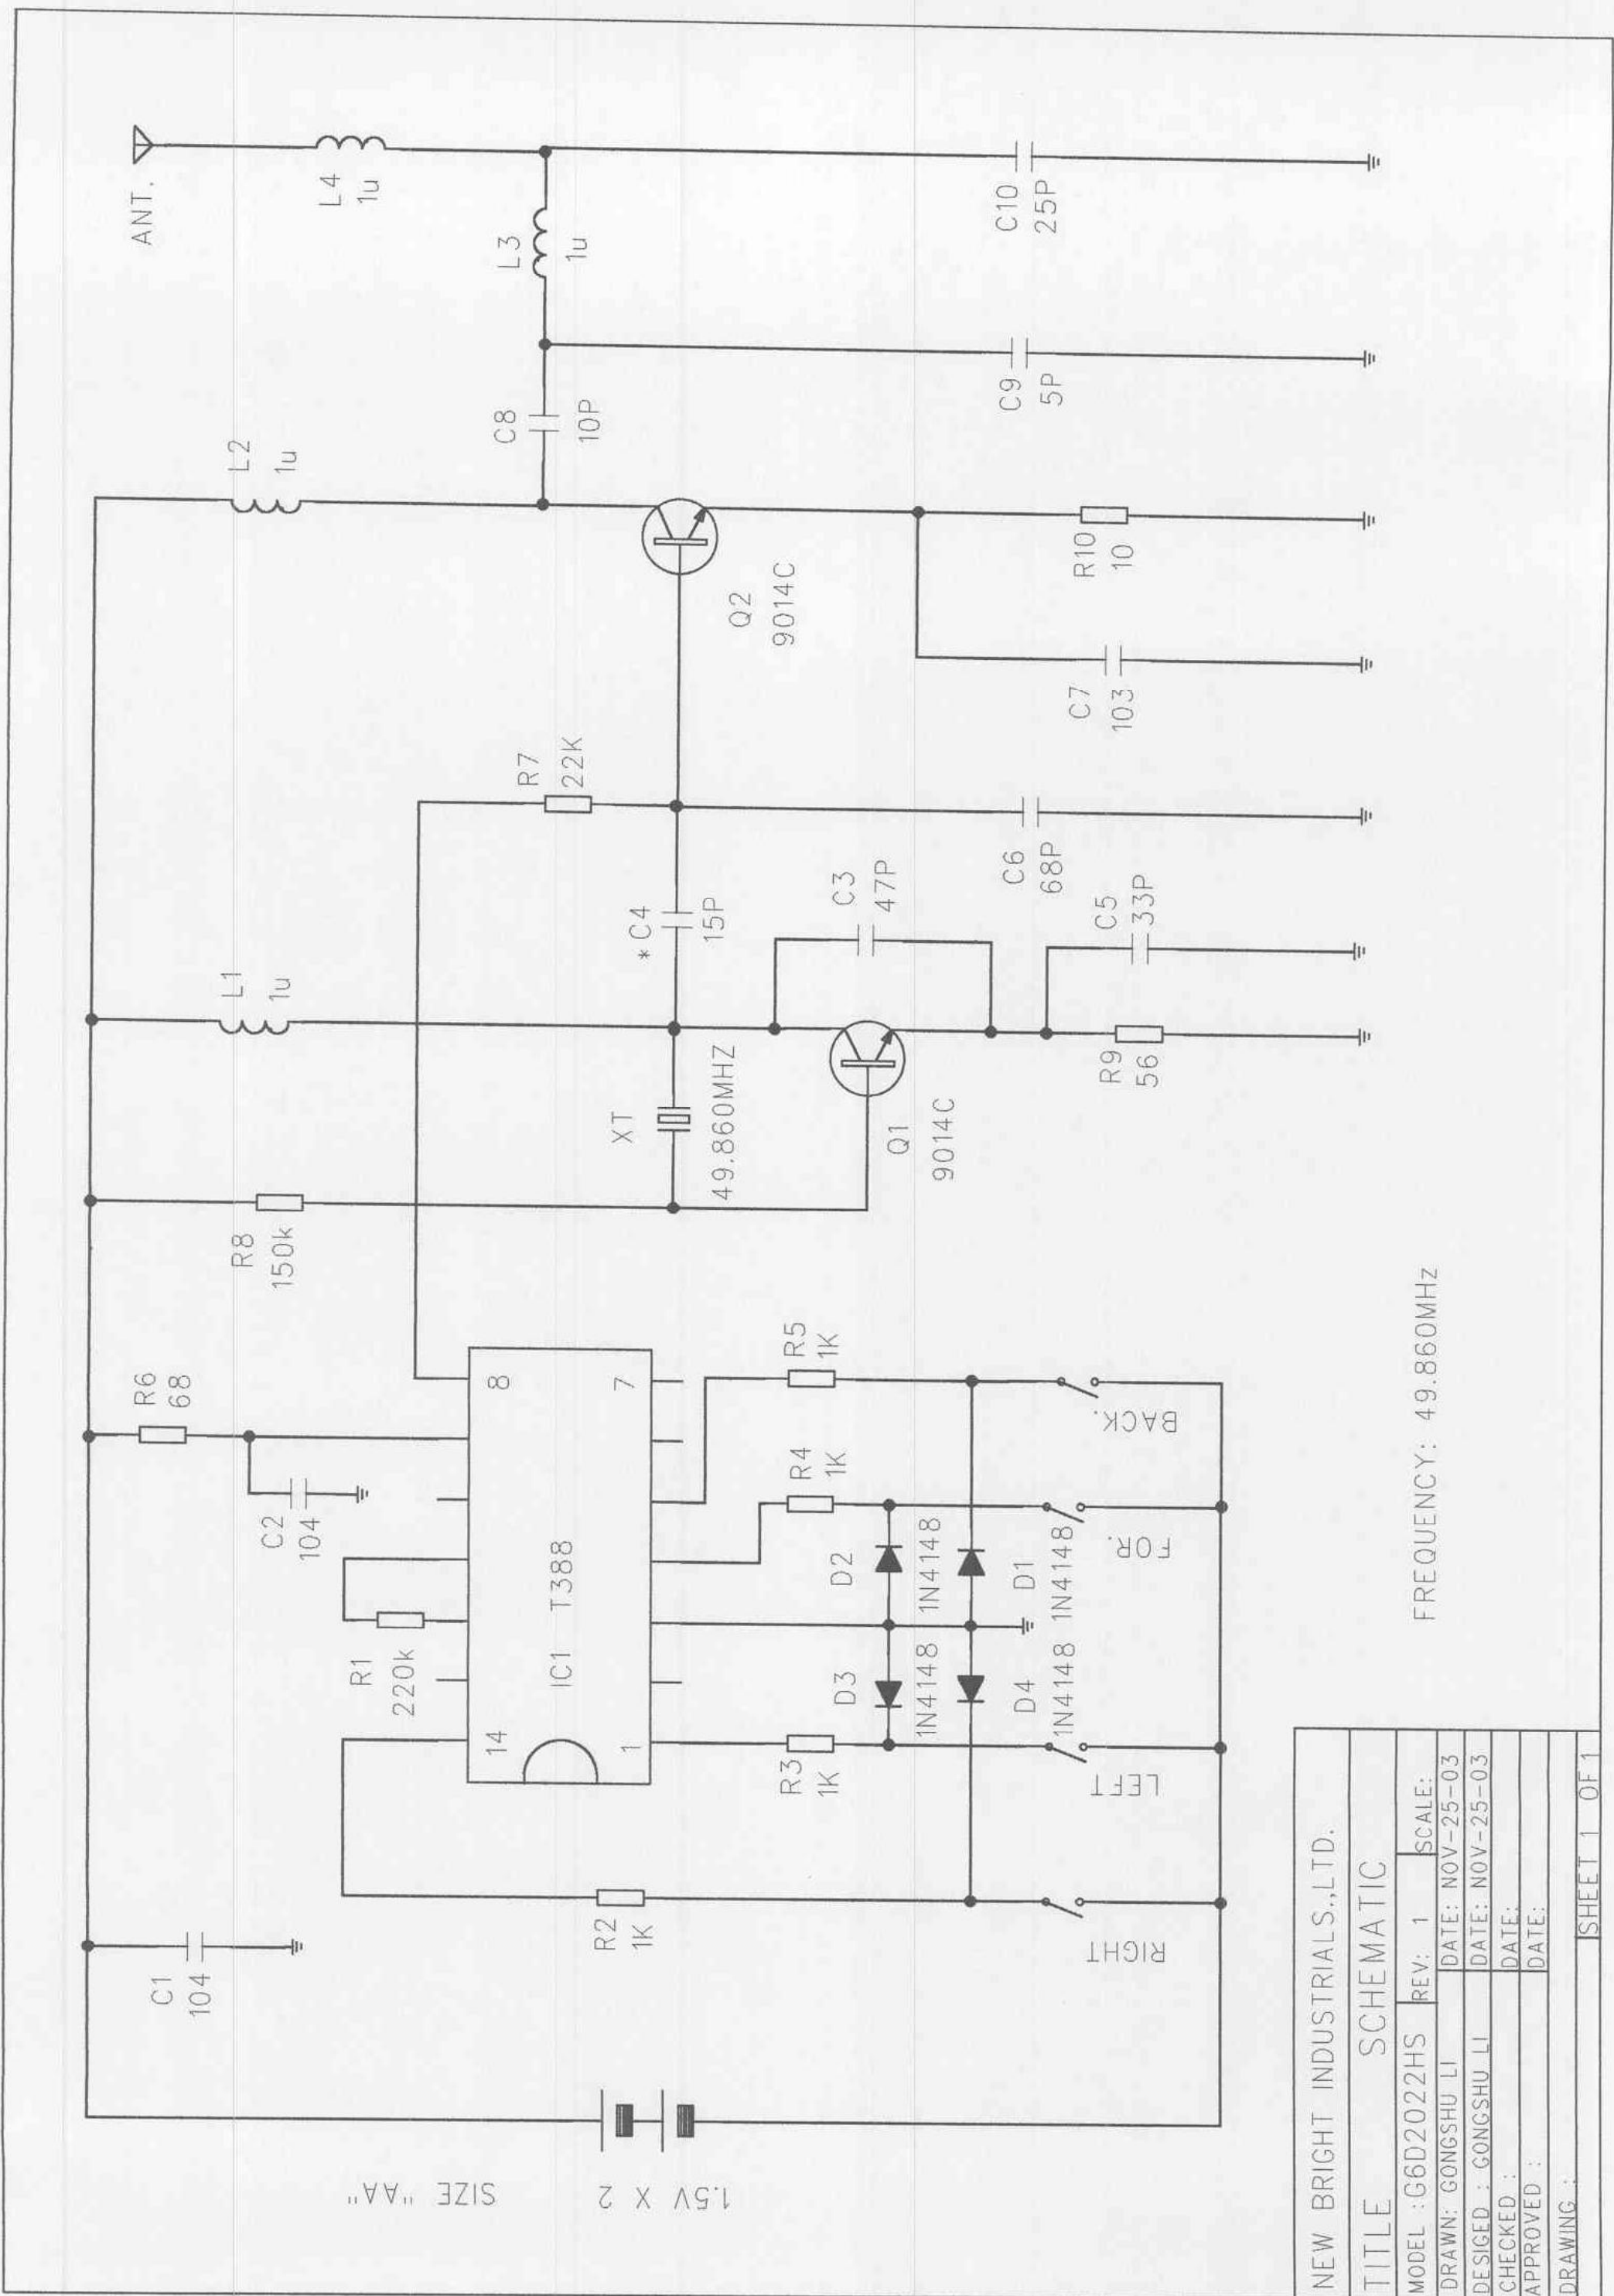 ANT.
L4
1u
L3
1u
C10
25P
C8
10P
C9
5P
L2
1u
Q2
9014C
R10
10
C7
103
R7
22K
*C4
15P
C3
47P
C6
68P
C5
33P
L1
1u
XT
49.860MHZ
Q1
9014C
R9
56
R8
150k
R6
68
C2
104
R1
220k
14
8
IC1 T388
1
7
R5
1K
R4
1K
R3
1K
R2
1K
D2
1N4148
D1
1N4148
D3
1N4148
D4
1N4148
BACK.
FOR.
LEFT
RIGHT
C1
104
1.5V X 2
SIZE "AA"
FREQUENCY: 49.860MHz
NEW BRIGHT INDUSTRIALS.,LTD.
TITLE SCHEMATIC
MODEL :G6D2022HS REV: 1 SCALE:
DRAWN: GONGSHU LI DATE: NOV-25-03
DESIGED : GONGSHU LI DATE: NOV-25-03
CHECKED : DATE:
APPROVED : DATE:
DRAWING :
SHEET 1 OF 1